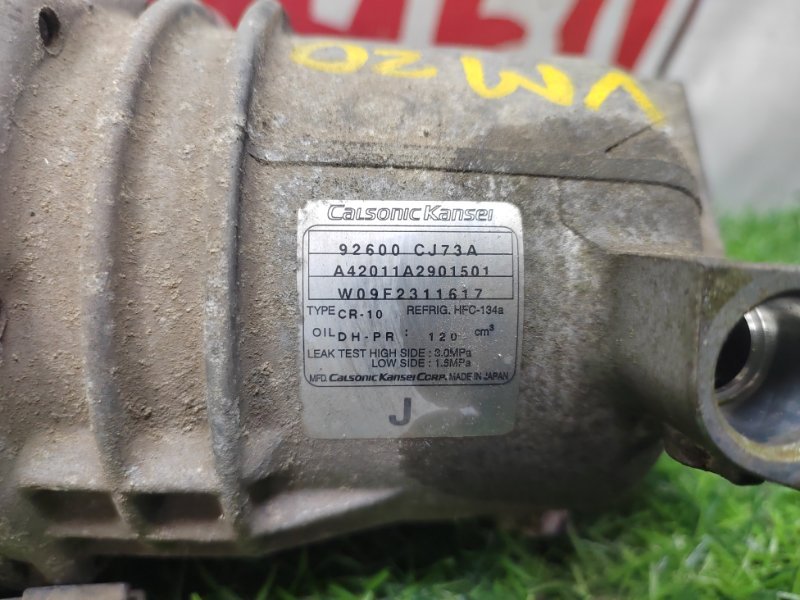 VM20
Calsonic Kansei
92600 CJ73A
A42011A2901501
W09F2311617
TYPE CR-10 REFRIG. HFC-134a
OIL DH-PR : 120 cm³
LEAK TEST HIGH SIDE : 3.0MPa
LOW SIDE : 1.5MPa
MFD. Calsonic Kansei Corp. MADE IN JAPAN
J